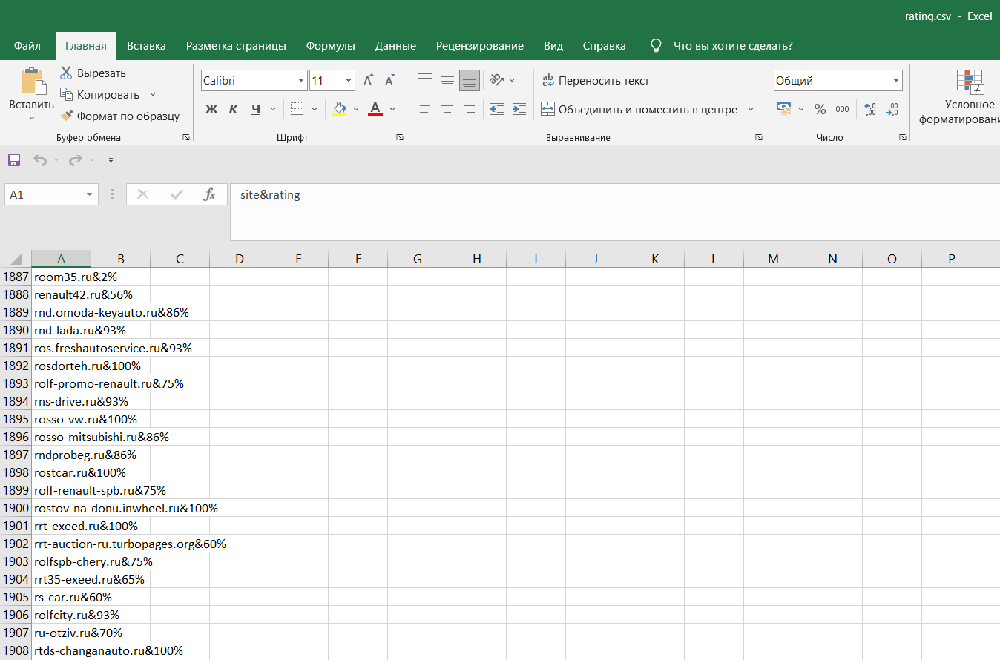 rating.csv - Excel
Файл Главная Вставка Разметка страницы Формулы Данные Рецензирование Вид Справка Что вы хотите сделать?
Вставить
Вырезать
Копировать
Формат по образцу
Буфер обмена
Calibri 11
Ж К Ч
Шрифт
Переносить текст
Объединить и поместить в центре
Выравнивание
Общий
% 000
Число
Условное
форматировани
A1 fx site&rating
A B C D E F G H I J K L M N O P
1887 room35.ru&2%
1888 renault42.ru&56%
1889 rnd.omoda-keyauto.ru&86%
1890 rnd-lada.ru&93%
1891 ros.freshautoservice.ru&93%
1892 rosdorteh.ru&100%
1893 rolf-promo-renault.ru&75%
1894 rns-drive.ru&93%
1895 rosso-vw.ru&100%
1896 rosso-mitsubishi.ru&86%
1897 rndprobeg.ru&86%
1898 rostcar.ru&100%
1899 rolf-renault-spb.ru&75%
1900 rostov-na-donu.inwheel.ru&100%
1901 rrt-exeed.ru&100%
1902 rrt-auction-ru.turbopages.org&60%
1903 rolfspb-chery.ru&75%
1904 rrt35-exeed.ru&65%
1905 rs-car.ru&60%
1906 rolfcity.ru&93%
1907 ru-otziv.ru&70%
1908 rtds-changanauto.ru&100%